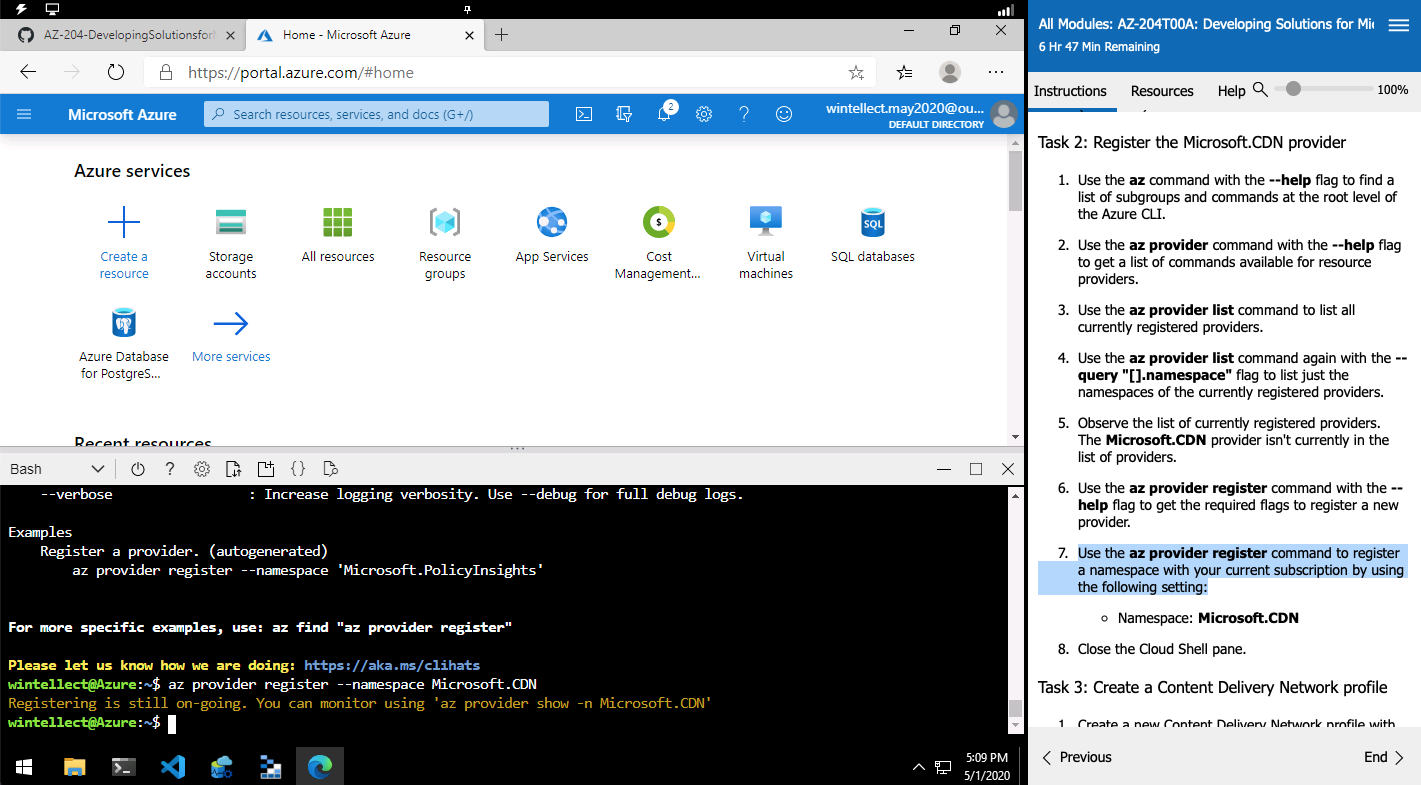 AZ-204-DevelopingSolutionsforM
Home - Microsoft Azure
https://portal.azure.com/#home
Microsoft Azure
Search resources, services, and docs (G+/)
2
wintellect.may2020@ou...
DEFAULT DIRECTORY
Azure services
Create a
resource
Storage
accounts
All resources
Resource
groups
App Services
Cost
Management...
Virtual
machines
SQL
SQL databases
Azure Database
for PostgreS...
More services
Recent resources
Bash
--verbose : Increase logging verbosity. Use --debug for full debug logs.
Examples
Register a provider. (autogenerated)
az provider register --namespace 'Microsoft.PolicyInsights'
For more specific examples, use: az find "az provider register"
Please let us know how we are doing: https://aka.ms/clihats
wintellect@Azure:~$ az provider register --namespace Microsoft.CDN
Registering is still on-going. You can monitor using 'az provider show -n Microsoft.CDN'
wintellect@Azure:~$
5:09 PM
5/1/2020
All Modules: AZ-204T00A: Developing Solutions for Mi
6 Hr 47 Min Remaining
Instructions
Resources
Help
100%
Task 2: Register the Microsoft.CDN provider
1. Use the az command with the --help flag to find a
list of subgroups and commands at the root level of
the Azure CLI.
2. Use the az provider command with the --help flag
to get a list of commands available for resource
providers.
3. Use the az provider list command to list all
currently registered providers.
4. Use the az provider list command again with the --
query "[].namespace" flag to list just the
namespaces of the currently registered providers.
5. Observe the list of currently registered providers.
The Microsoft.CDN provider isn't currently in the
list of providers.
6. Use the az provider register command with the --
help flag to get the required flags to register a new
provider.
7. Use the az provider register command to register
a namespace with your current subscription by using
the following setting:
Namespace: Microsoft.CDN
8. Close the Cloud Shell pane.
Task 3: Create a Content Delivery Network profile
1. Create a new Content Delivery Network profile with
Previous
End